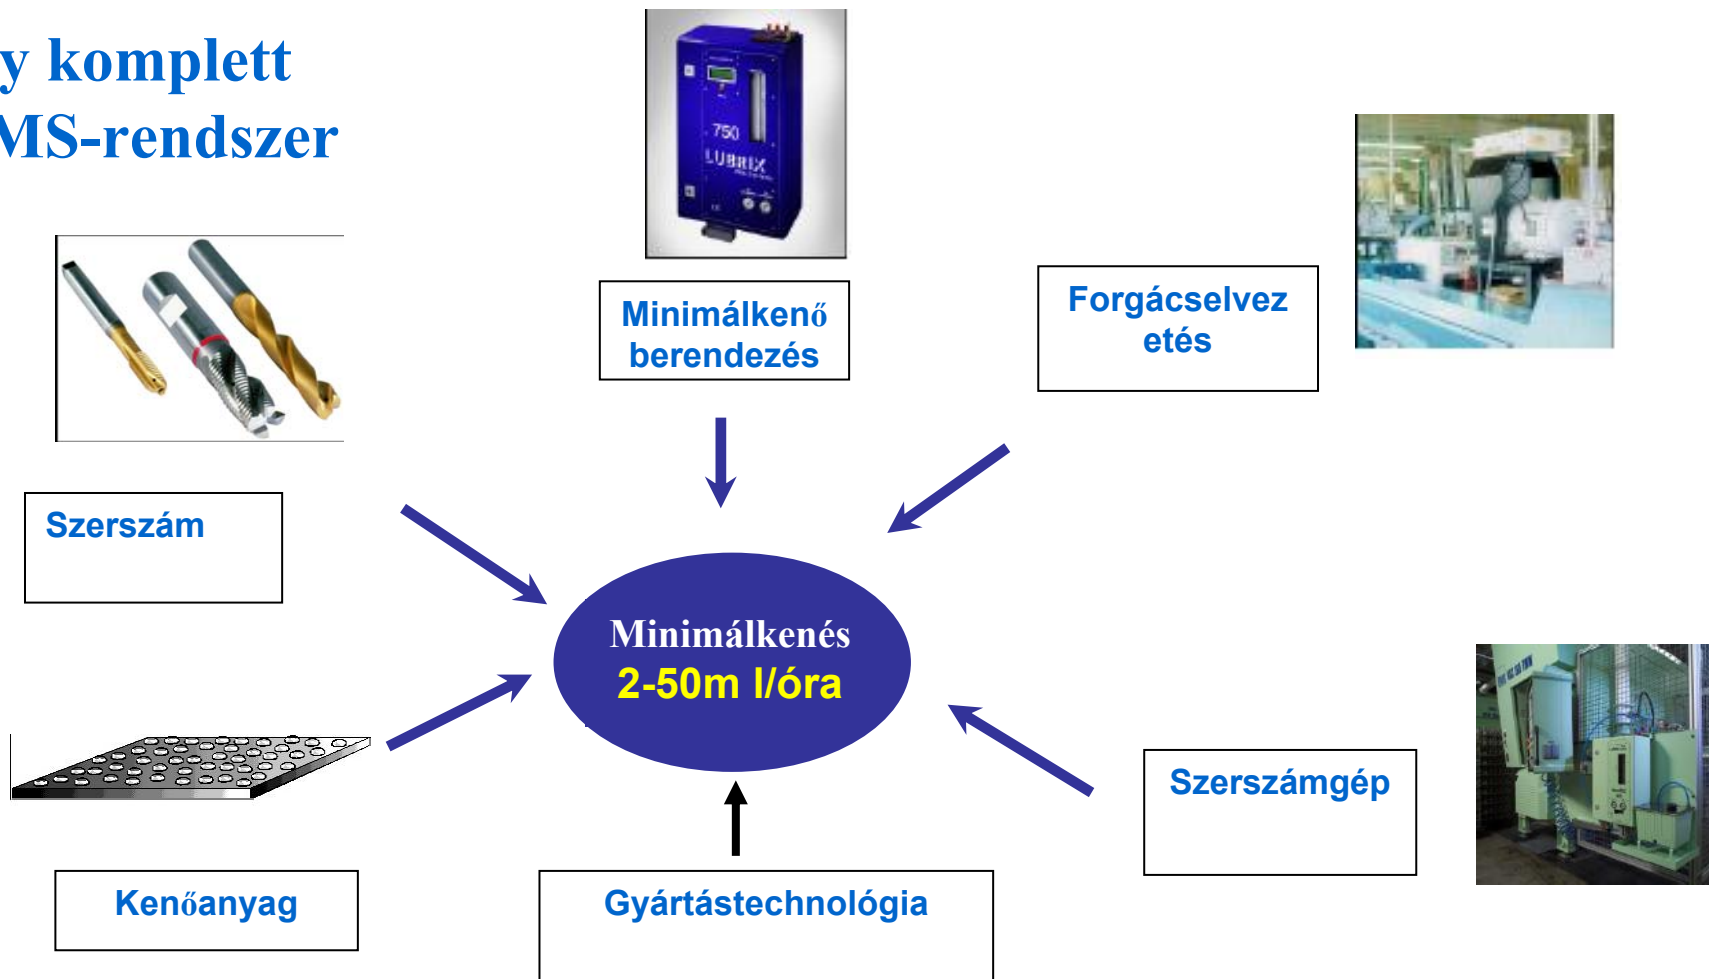 y komplett
MS-rendszer
750
LUBRIX
Minimálkenő
berendezés
Forgácselvez
etés
Szerszám
Minimálkenés
2-50m l/óra
Szerszámgép
Kenőanyag
Gyártástechnológia